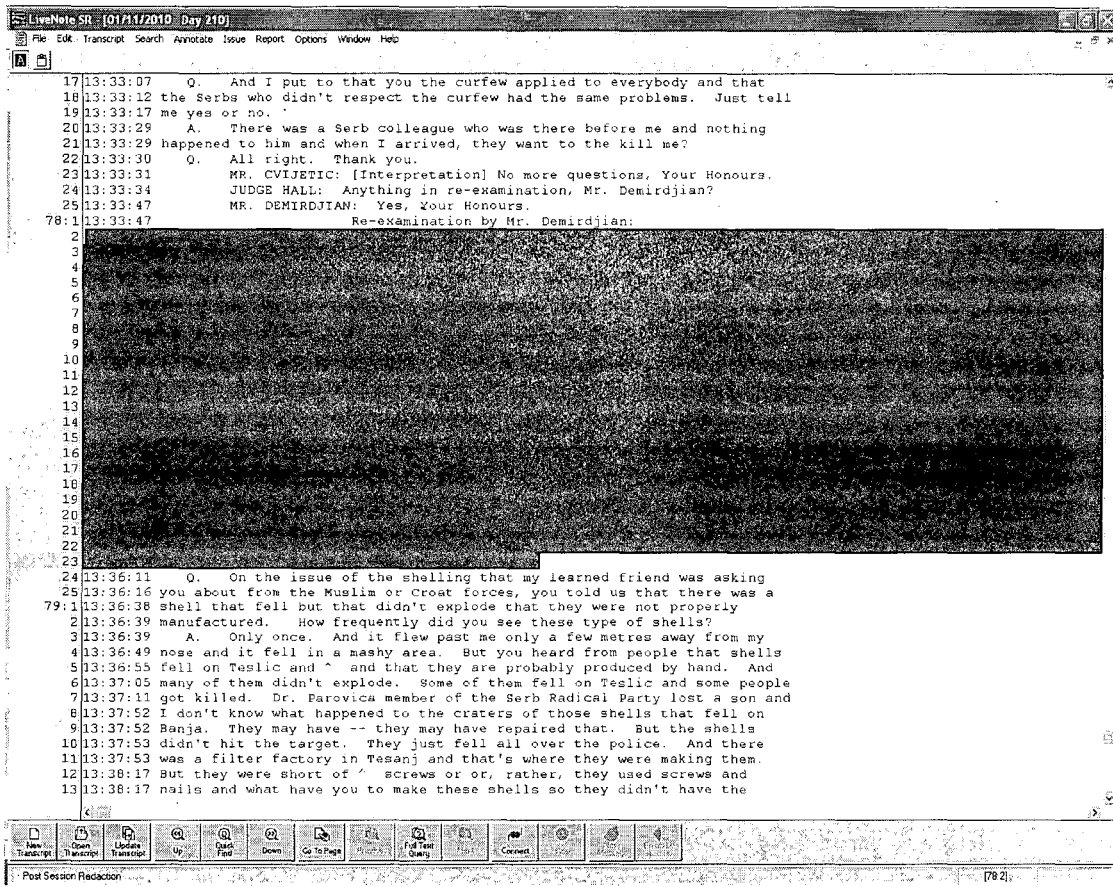 LiveNote SR - [01/11/2010 Day 210]
File Edit Transcript Search Annotate Issue Report Options Window Help
17 13:33:07 Q. And I put to that you the curfew applied to everybody and that
18 13:33:12 the Serbs who didn't respect the curfew had the same problems. Just tell
19 13:33:17 me yes or no.
20 13:33:29 A. There was a Serb colleague who was there before me and nothing
21 13:33:29 happened to him and when I arrived, they want to the kill me?
22 13:33:30 Q. All right. Thank you.
23 13:33:31 MR. CVIJETIC: [Interpretation] No more questions, Your Honours.
24 13:33:34 JUDGE HALL: Anything in re-examination, Mr. Demirdjian?
25 13:33:47 MR. DEMIRDJIAN: Yes, Your Honours.
78:1 13:33:47 Re-examination by Mr. Demirdjian:
2
3
4
5
6
7
8
9
10
11
12
13
14
15
16
17
18
19
20
21
22
23
24 13:36:11 Q. On the issue of the shelling that my learned friend was asking
25 13:36:16 you about from the Muslim or Croat forces, you told us that there was a
79:1 13:36:38 shell that fell but that didn't explode that they were not properly
2 13:36:39 manufactured. How frequently did you see these type of shells?
3 13:36:39 A. Only once. And it flew past me only a few metres away from my
4 13:36:49 nose and it fell in a mashy area. But you heard from people that shells
5 13:36:55 fell on Teslic and ^ and that they are probably produced by hand. And
6 13:37:05 many of them didn't explode. Some of them fell on Teslic and some people
7 13:37:11 got killed. Dr. Parovica member of the Serb Radical Party lost a son and
8 13:37:52 I don't know what happened to the craters of those shells that fell on
9 13:37:52 Banja. They may have -- they may have repaired that. But the shells
10 13:37:53 didn't hit the target. They just fell all over the police. And there
11 13:37:53 was a filter factory in Tesanj and that's where they were making them.
12 13:38:17 But they were short of ^ screws or or, rather, they used screws and
13 13:38:17 nails and what have you to make these shells so they didn't have the
New Transcript Open Transcript Update Transcript Up Quick Find Down Go To Page Full Text Query Connect
Post Session Redaction [78:2]